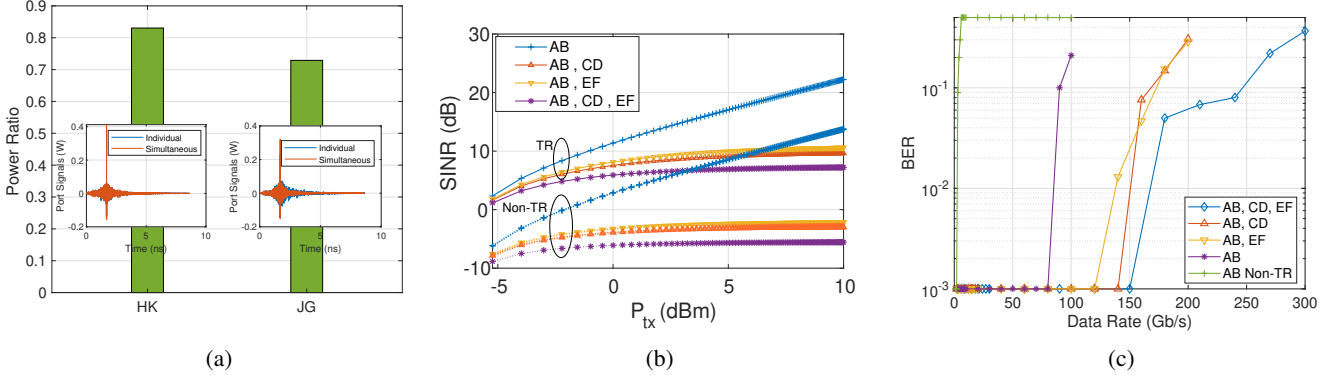 0.9
0.8
0.7
0.6
0.5
0.4
0.3
0.2
0.1
0
Power Ratio
HK
JG
Port Signals (W)
0.4
0.2
0
-0.2
Individual
Simultaneous
0
5
10
Time (ns)
Port Signals (W)
0.4
0.2
0
-0.2
Individual
Simultaneous
0
5
10
Time (ns)
(a)
30
20
10
0
-10
SINR (dB)
AB
AB , CD
AB , EF
AB , CD , EF
TR
Non-TR
-5
0
5
10
Ptx (dBm)
(b)
10-1
10-2
10-3
BER
AB, CD, EF
AB, CD
AB, EF
AB
AB Non-TR
0
50
100
150
200
250
300
Data Rate (Gb/s)
(c)